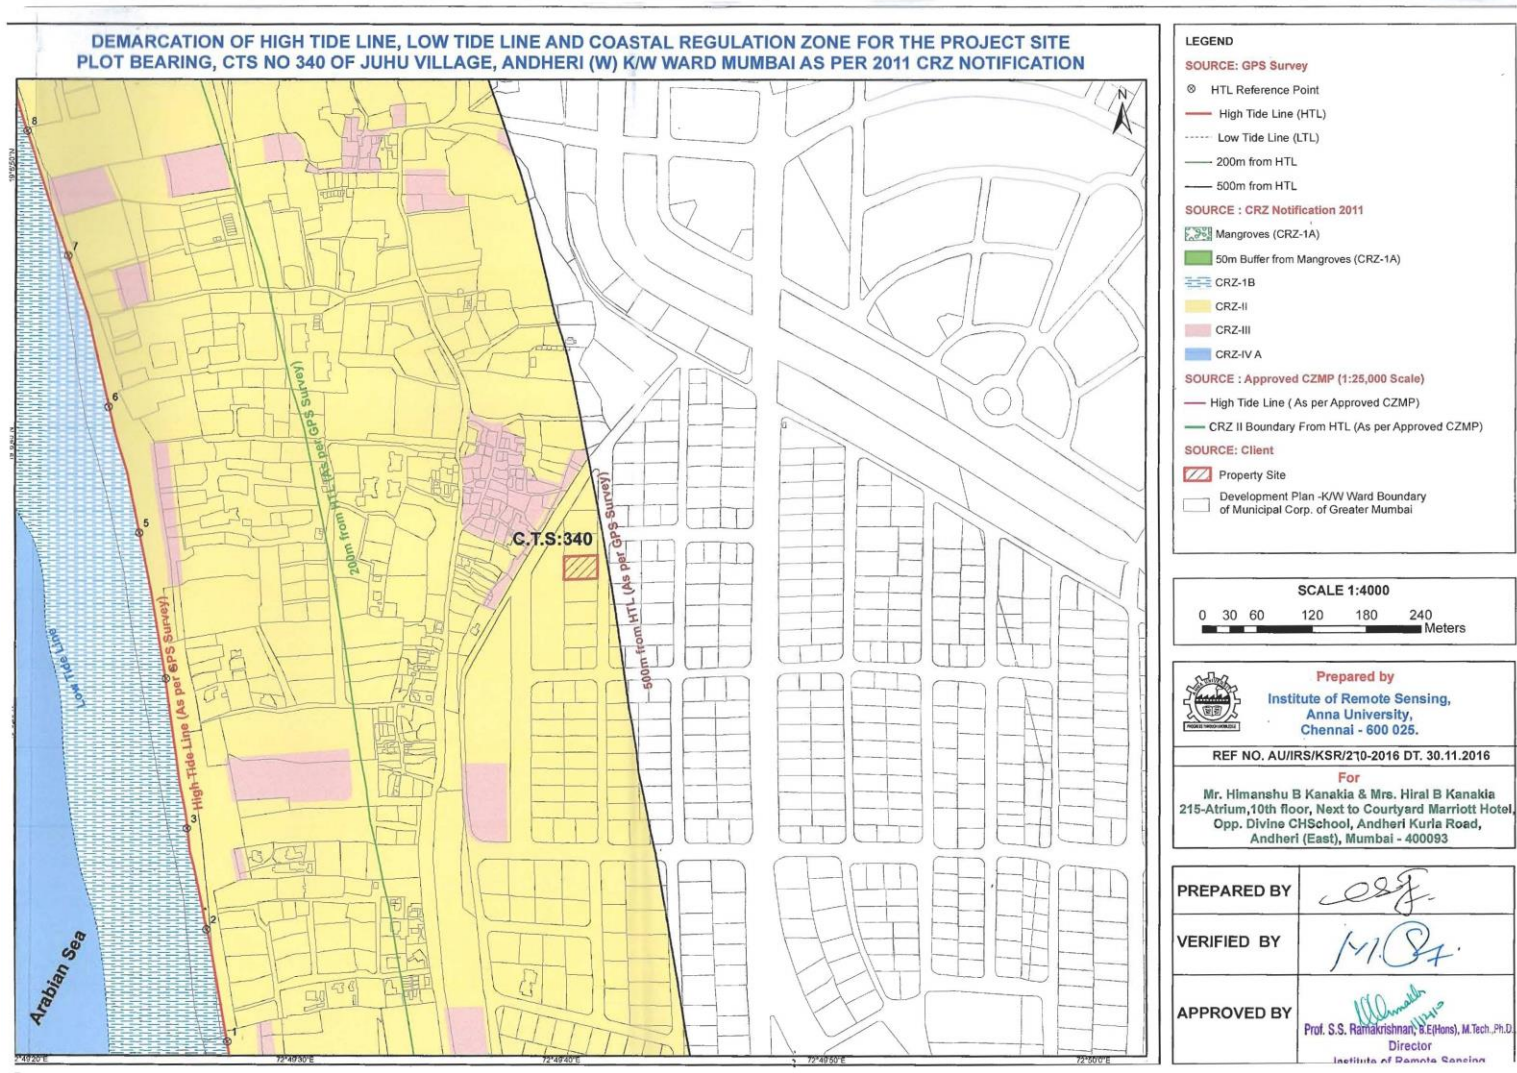 DEMARCATION OF HIGH TIDE LINE, LOW TIDE LINE AND COASTAL REGULATION ZONE FOR THE PROJECT SITE
PLOT BEARING, CTS NO 340 OF JUHU VILLAGE, ANDHERI (W) K/W WARD MUMBAI AS PER 2011 CRZ NOTIFICATION
N
8
7
6
5
3
2
1
200m from HTL (As per GPS Survey)
500m from HTL (As per GPS Survey)
High Tide Line (As per GPS Survey)
Low Tide Line
C.T.S:340
Arabian Sea
72°49'30"E
72°49'40"E
72°49'50"E
72°50'0"E
LEGEND
SOURCE: GPS Survey
HTL Reference Point
High Tide Line (HTL)
Low Tide Line (LTL)
200m from HTL
500m from HTL
SOURCE : CRZ Notification 2011
Mangroves (CRZ-1A)
50m Buffer from Mangroves (CRZ-1A)
CRZ-1B
CRZ-II
CRZ-III
CRZ-IV A
SOURCE : Approved CZMP (1:25,000 Scale)
High Tide Line ( As per Approved CZMP)
CRZ II Boundary From HTL (As per Approved CZMP)
SOURCE: Client
Property Site
Development Plan -K/W Ward Boundary
of Municipal Corp. of Greater Mumbai
SCALE 1:4000
0 30 60 120 180 240
Meters
Prepared by
Institute of Remote Sensing,
Anna University,
Chennai - 600 025.
REF NO. AU/IRS/KSR/210-2016 DT. 30.11.2016
For
Mr. Himanshu B Kanakia & Mrs. Hiral B Kanakia
215-Atrium,10th floor, Next to Courtyard Marriott Hotel,
Opp. Divine CHSchool, Andheri Kurla Road,
Andheri (East), Mumbai - 400093
PREPARED BY
VERIFIED BY
APPROVED BY
Prof. S.S. Ramakrishnan, B.E(Hons), M.Tech.,Ph.D
Director
Institute of Remote Sensing